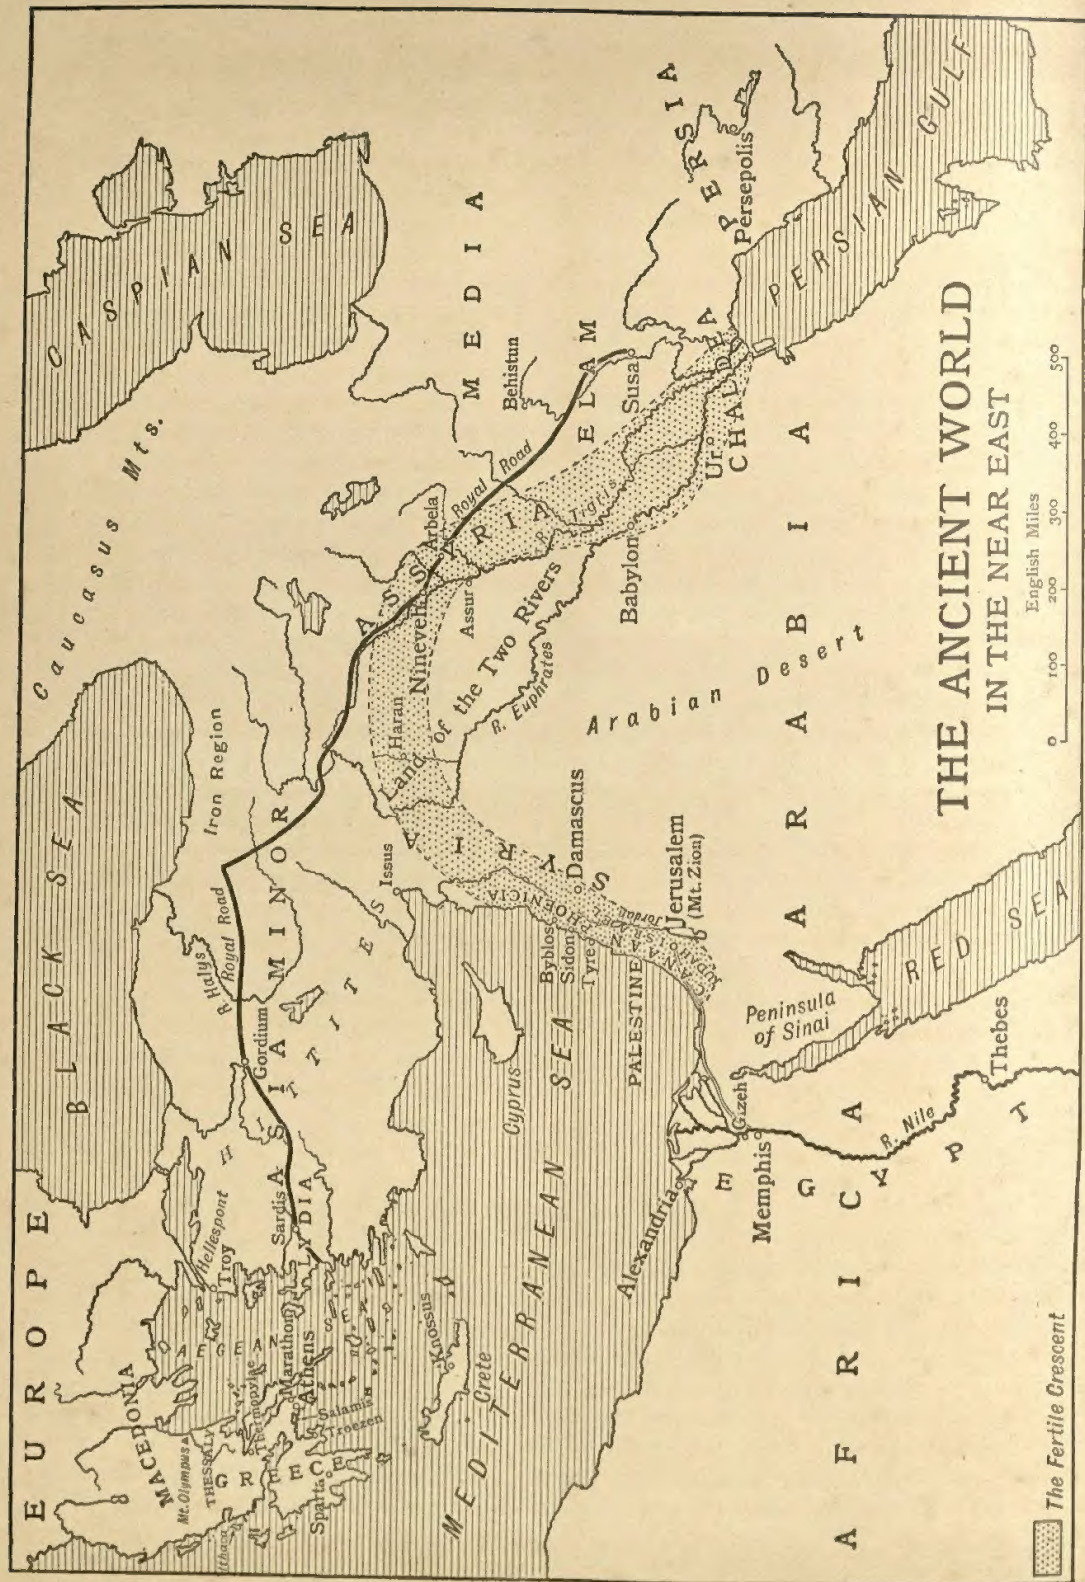 EUROPE
BLACK SEA
Caucasus Mts.
CASPIAN SEA
MACEDONIA
Mt. Olympus
THESSALY
GREECE
Ithaca
Thermopylae
Marathon
Athens
Salamis
Troezen
Sparta
AEGEAN SEA
Hellespont
Troy
Sardis
LYDIA
ASIA MINOR
HITTITES
Gordium
R. Halys
Royal Road
Iron Region
Issus
Knossus
Crete
Cyprus
MEDITERRANEAN SEA
ASSYRIA
Haran
Nineveh
Arbela
Assur
Royal Road
Land of the Two Rivers
R. Euphrates
R. Tigris
MEDIA
Behistun
ELAM
Susa
Babylon
Ur
CHALDEA
PERSIA
Persepolis
PERSIAN GULF
SYRIA
PHOENICIA
Byblos
Sidon
Tyre
Damascus
CANAAN
ISRAEL
Jordan
JUDAH
PALESTINE
Jerusalem
(Mt. Zion)
Arabian Desert
ARABIA
Peninsula
of Sinai
RED SEA
Alexandria
Gizeh
Memphis
EGYPT
R. Nile
Thebes
AFRICA
THE ANCIENT WORLD
IN THE NEAR EAST
English Miles
0 100 200 300 400 500
The Fertile Crescent